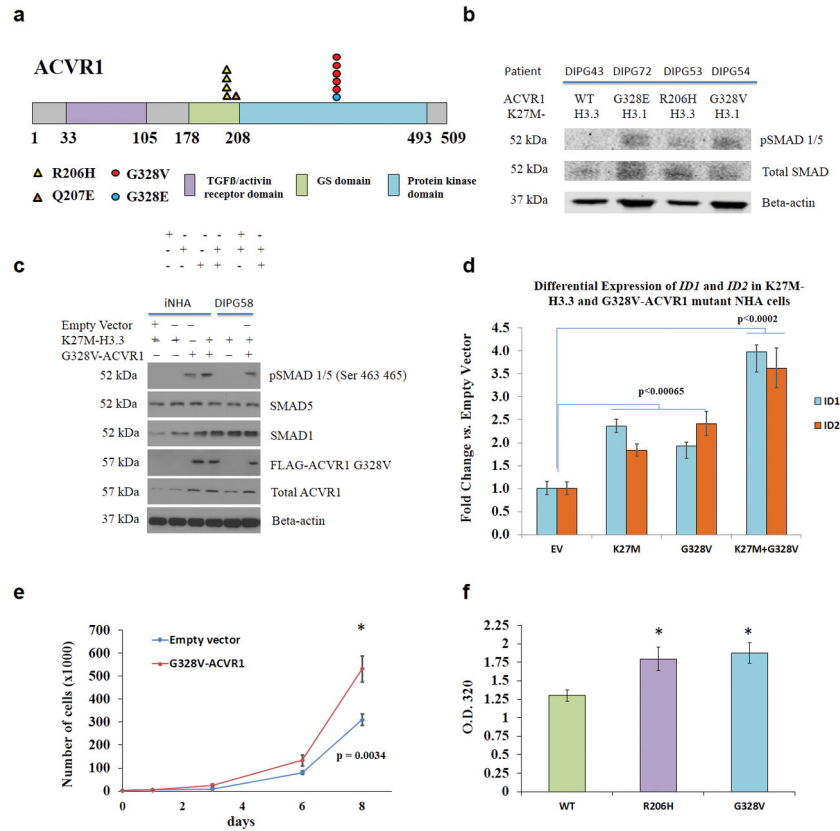 a
ACVR1
1 33 105 178 208 493 509
R206H
Q207E
G328V
G328E
TGFß/activin
receptor domain
GS domain
Protein kinase
domain
b
Patient DIPG43 DIPG72 DIPG53 DIPG54
ACVR1 WT G328E R206H G328V
K27M- H3.3 H3.1 H3.3 H3.1
52 kDa pSMAD 1/5
52 kDa Total SMAD
37 kDa Beta-actin
+ - - - + -
- + - + + +
- - + + - +
c
iNHA DIPG58
Empty Vector + – – –
K27M-H3.3 + + – + + +
G328V-ACVR1 – – + + – +
52 kDa pSMAD 1/5 (Ser 463 465)
52 kDa SMAD5
52 kDa SMAD1
57 kDa FLAG-ACVR1 G328V
57 kDa Total ACVR1
37 kDa Beta-actin
d
Differential Expression of ID1 and ID2 in K27M-
H3.3 and G328V-ACVR1 mutant NHA cells
p<0.0002
p<0.00065
Fold Change vs. Empty Vector
4.5
4.0
3.5
3.0
2.5
2.0
1.5
1.0
0.5
0.0
EV K27M G328V K27M+G328V
ID1
ID2
e
Number of cells (x1000)
700
600
500
400
300
200
100
0
Empty vector
G328V-ACVR1
*
p = 0.0034
0 2 4 6 8
days
f
O.D. 320
2.25
2
1.75
1.5
1.25
1
0.75
0.5
0.25
0
* *
WT R206H G328V